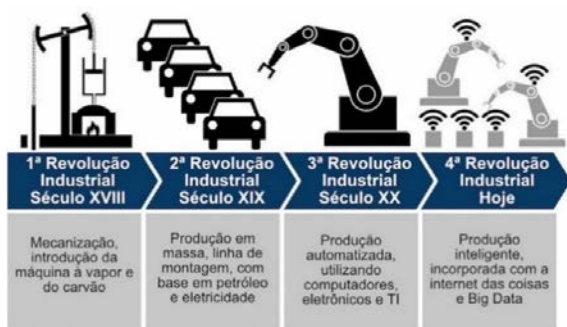 1ª Revolução
Industrial
Século XVIII
2ª Revolução
Industrial
Século XIX
3ª Revolução
Industrial
Século XX
4ª Revolução
Industrial
Hoje
Mecanização,
introdução da
máquina à vapor e
do carvão
Produção em
massa, linha de
montagem, com
base em petróleo
e eletricidade
Produção
automatizada,
utilizando
computadores,
eletrônicos e TI
Produção
inteligente,
incorporada com a
internet das coisas
e Big Data